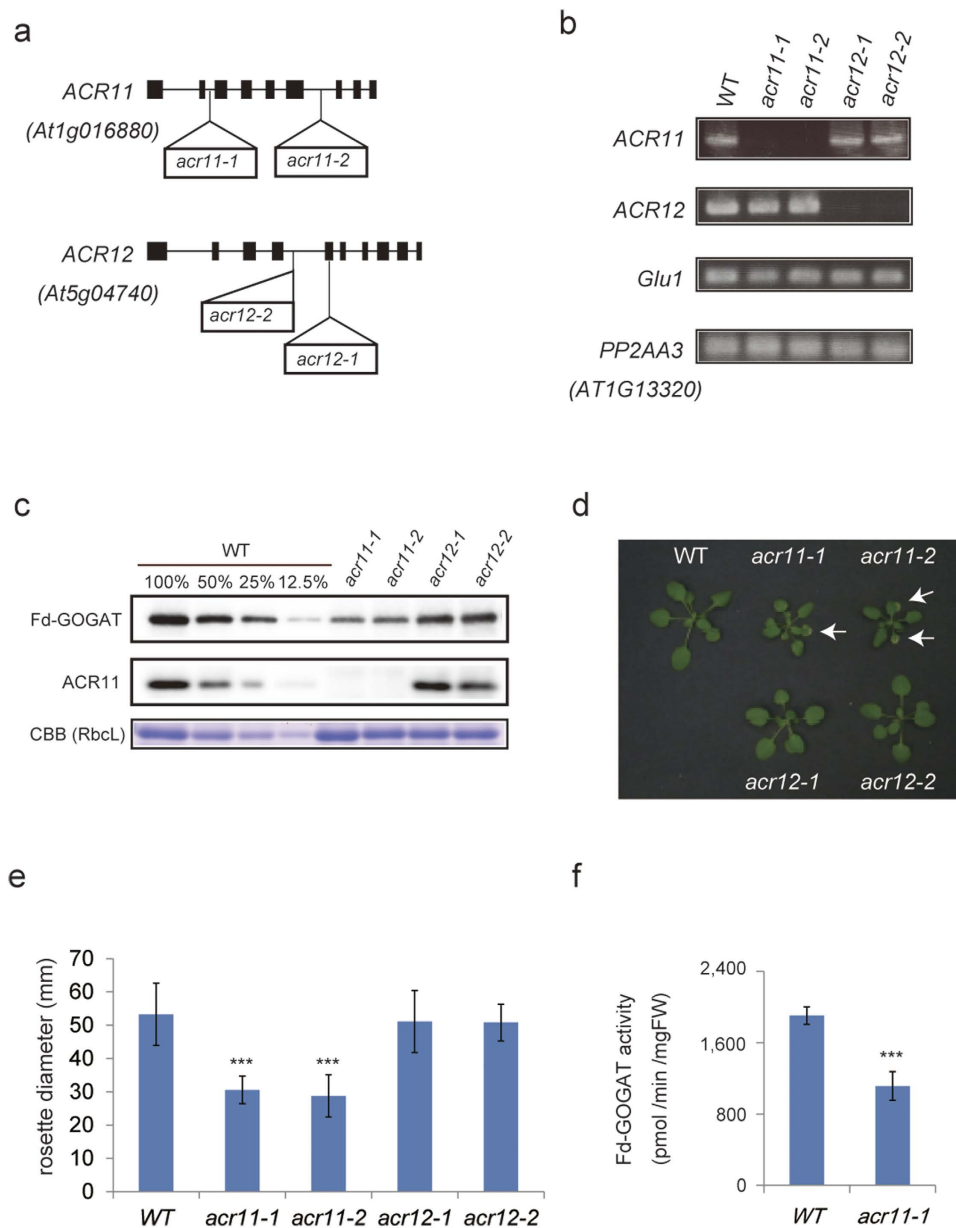 a
ACR11
(At1g016880)
acr11-1
acr11-2
ACR12
(At5g04740)
acr12-2
acr12-1
b
WT
acr11-1
acr11-2
acr12-1
acr12-2
ACR11
ACR12
Glu1
PP2AA3
(AT1G13320)
c
WT
100% 50% 25% 12.5%
acr11-1
acr11-2
acr12-1
acr12-2
Fd-GOGAT
ACR11
CBB (RbcL)
d
WT acr11-1 acr11-2
acr12-1 acr12-2
e
rosette diameter (mm)
70
60
50
40
30
20
10
0
***
***
WT acr11-1 acr11-2 acr12-1 acr12-2
f
Fd-GOGAT activity
(pmol /min /mgFW)
2,400
1,600
800
0
***
WT acr11-1